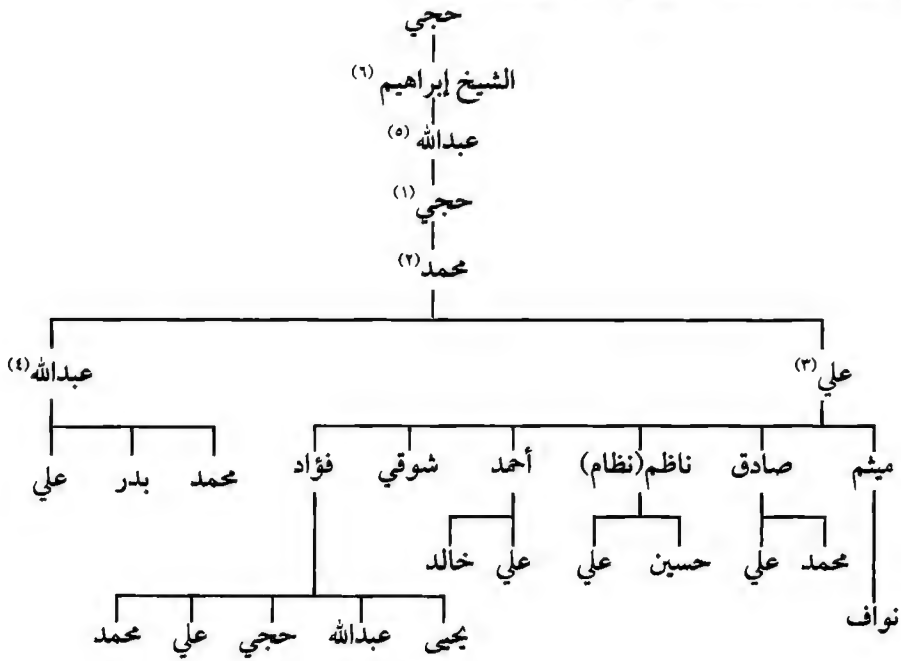 حجي
الشيخ إبراهيم (٦)
عبدالله (٥)
حجي (١)
محمد (٢)
علي (٣) عبدالله (٤)
ميثم صادق ناظم (نظام) أحمد شوقي فؤاد محمد بدر علي
محمد علي حسين علي علي خالد
نواف
يحيى عبدالله حجي علي محمد